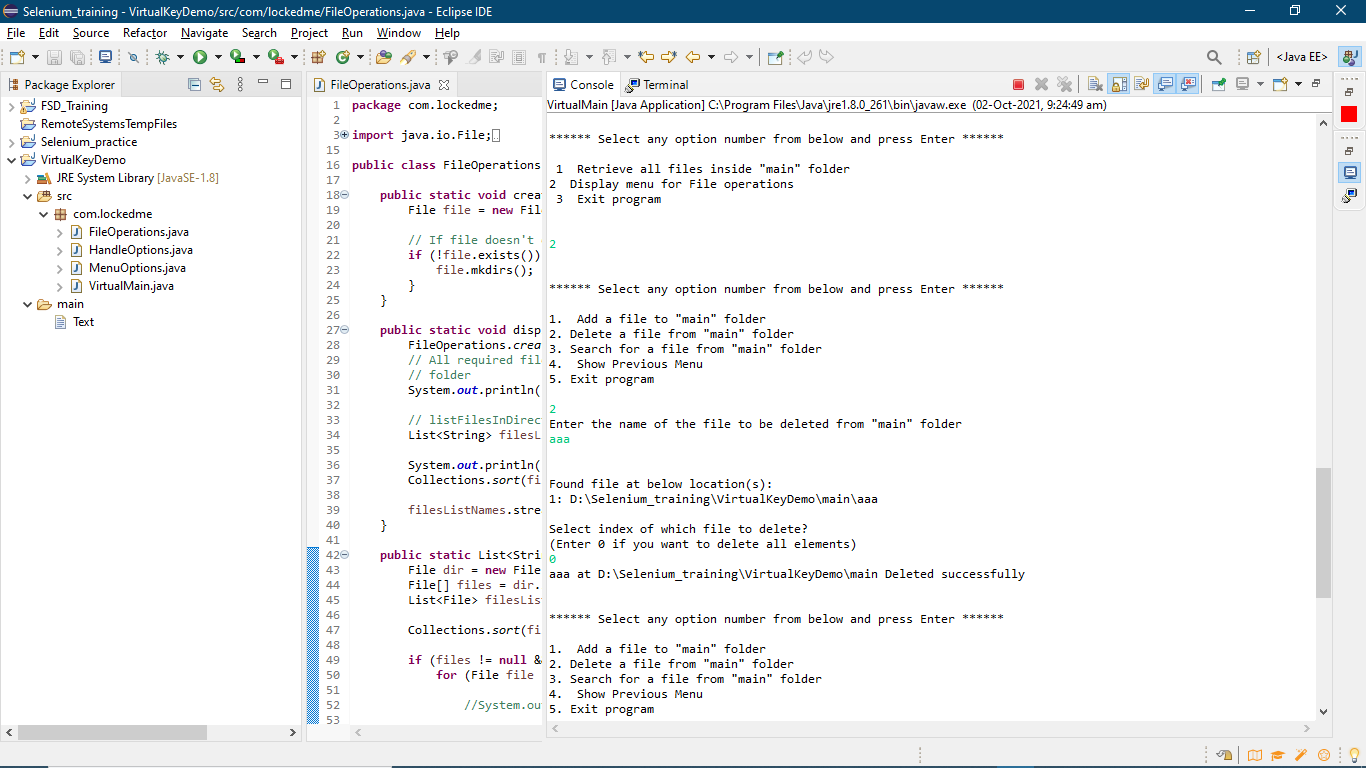 Selenium_training - VirtualKeyDemo/src/com/lockedme/FileOperations.java - Eclipse IDE
File Edit Source Refactor Navigate Search Project Run Window Help
<Java EE>
Package Explorer
FSD_Training
RemoteSystemsTempFiles
Selenium_practice
VirtualKeyDemo
JRE System Library [JavaSE-1.8]
src
com.lockedme
FileOperations.java
HandleOptions.java
MenuOptions.java
VirtualMain.java
main
Text
FileOperations.java
1 package com.lockedme;
2
3 import java.io.File;
15
16 public class FileOperations
17
18 public static void crea
19 File file = new Fil
20
21 // If file doesn't
22 if (!file.exists())
23 file.mkdirs();
24 }
25 }
26
27 public static void disp
28 FileOperations.crea
29 // All required fil
30 // folder
31 System.out.println(
32
33 // listFilesInDirec
34 List<String> filesL
35
36 System.out.println(
37 Collections.sort(fi
38
39 filesListNames.stre
40 }
41
42 public static List<Stri
43 File dir = new File
44 File[] files = dir.
45 List<File> filesLis
46
47 Collections.sort(fi
48
49 if (files != null &
50 for (File file
51
52 //System.ou
53
Console Terminal
VirtualMain [Java Application] C:\Program Files\Java\jre1.8.0_261\bin\javaw.exe (02-Oct-2021, 9:24:49 am)
****** Select any option number from below and press Enter ******
1 Retrieve all files inside "main" folder
2 Display menu for File operations
3 Exit program
2
****** Select any option number from below and press Enter ******
1. Add a file to "main" folder
2. Delete a file from "main" folder
3. Search for a file from "main" folder
4. Show Previous Menu
5. Exit program
2
Enter the name of the file to be deleted from "main" folder
aaa
Found file at below location(s):
1: D:\Selenium_training\VirtualKeyDemo\main\aaa
Select index of which file to delete?
(Enter 0 if you want to delete all elements)
0
aaa at D:\Selenium_training\VirtualKeyDemo\main Deleted successfully
****** Select any option number from below and press Enter ******
1. Add a file to "main" folder
2. Delete a file from "main" folder
3. Search for a file from "main" folder
4. Show Previous Menu
5. Exit program